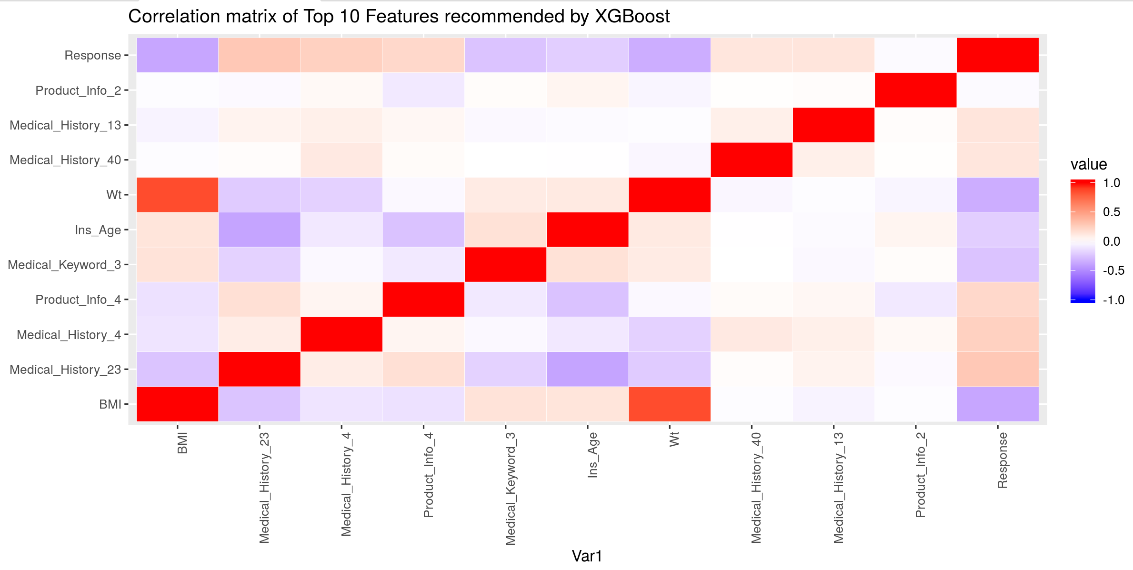 Correlation matrix of Top 10 Features recommended by XGBoost
Response
Product_Info_2
Medical_History_13
Medical_History_40
Wt
Ins_Age
Medical_Keyword_3
Product_Info_4
Medical_History_4
Medical_History_23
BMI
value
1.0
0.5
0.0
-0.5
-1.0
BMI
Medical_History_23
Medical_History_4
Product_Info_4
Medical_Keyword_3
Ins_Age
Wt
Medical_History_40
Medical_History_13
Product_Info_2
Response
Var1